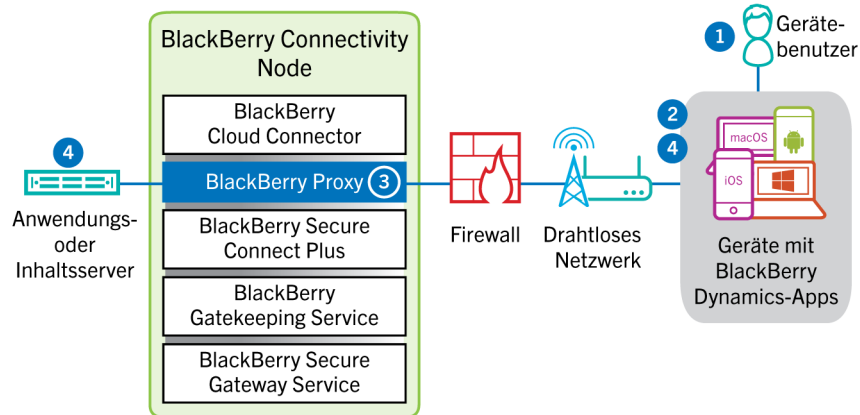 BlackBerry Connectivity
Node
BlackBerry
Cloud Connector
BlackBerry Proxy 3
BlackBerry Secure
Connect Plus
BlackBerry
Gatekeeping Service
BlackBerry Secure
Gateway Service
4
Anwendungs-
oder
Inhaltsserver
Firewall
Drahtloses
Netzwerk
1
Geräte-
benutzer
2
4
macOS
iOS
Geräte mit
BlackBerry
Dynamics-Apps